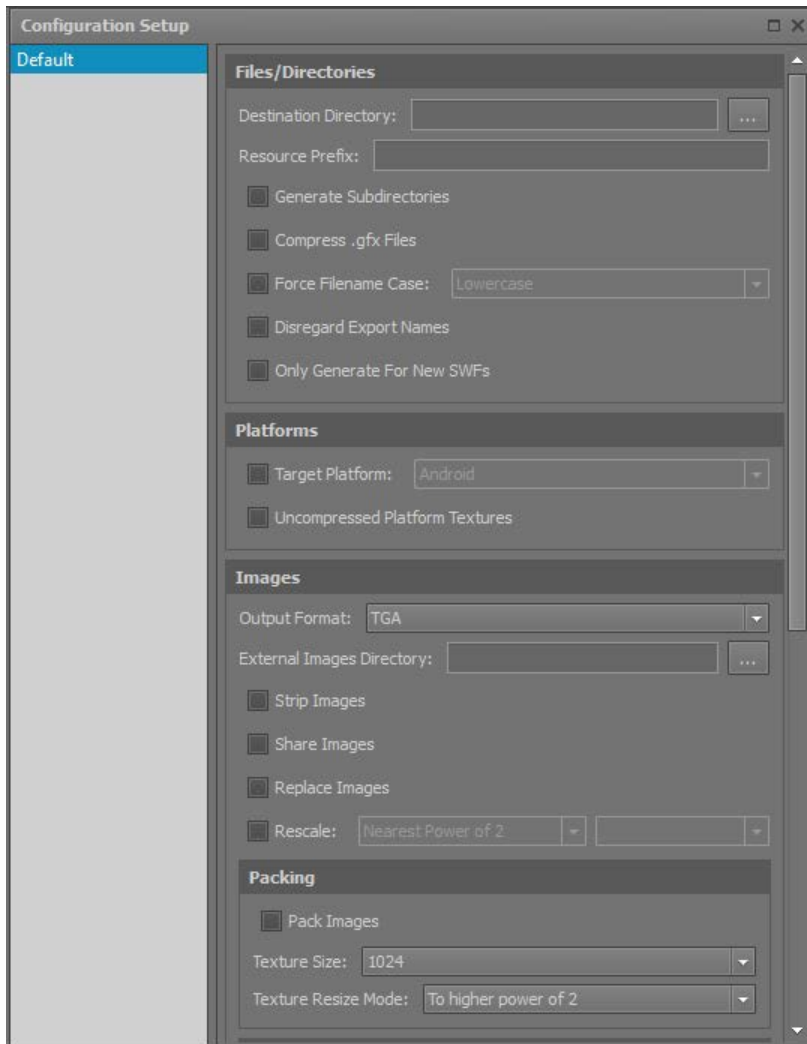 Configuration Setup
Default
Files/Directories
Destination Directory:
...
Resource Prefix:
Generate Subdirectories
Compress .gfx Files
Force Filename Case: Lowercase
Disregard Export Names
Only Generate For New SWFs
Platforms
Target Platform: Android
Uncompressed Platform Textures
Images
Output Format: TGA
External Images Directory:
...
Strip Images
Share Images
Replace Images
Rescale: Nearest Power of 2
Packing
Pack Images
Texture Size: 1024
Texture Resize Mode: To higher power of 2